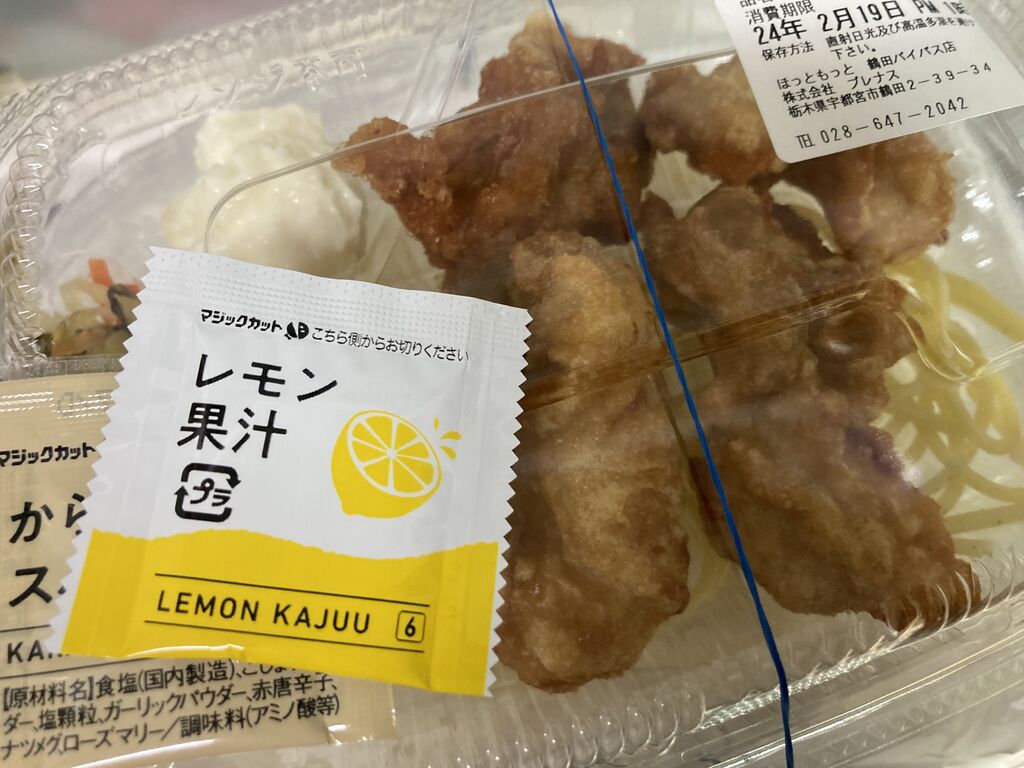 消費期限
24年 2月19日 PM
保存方法 直射日光及び高温多湿を避け
下さい。
ほっともっと 鶴田バイパス店
株式会社 プレナス
栃木県宇都宮市鶴田2-39-34
TEL 028-647-2042
マジックカット こちら側からお切りください
レモン
果汁
プラ
LEMON KAJUU 6
マジックカット
から
ス
KA
【原材料名】食塩(国内製造)、こしょ
ダー、塩顆粒、ガーリックパウダー、赤唐辛子、
ナツメグ、ローズマリー/調味料(アミノ酸等)